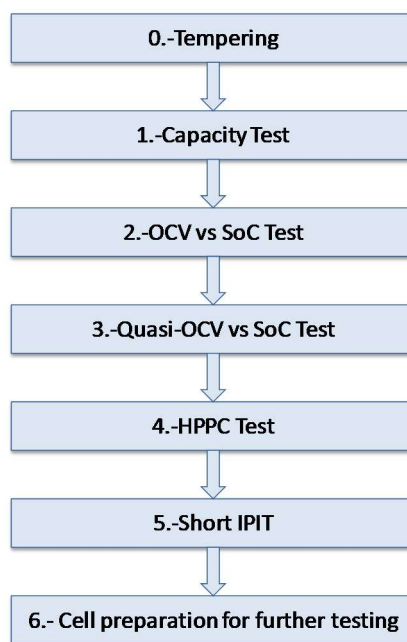 0.-Tempering
1.-Capacity Test
2.-OCV vs SoC Test
3.-Quasi-OCV vs SoC Test
4.-HPPC Test
5.-Short IPIT
6.- Cell preparation for further testing